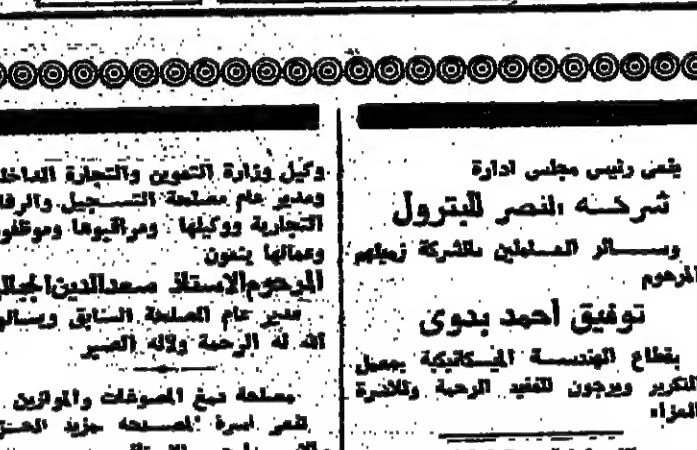 ينعى رئيس مجلس ادارة
شركة النصر للبترول
وسائر العاملين بالشركة زميلهم
المرحوم
توفيق أحمد بدوى
بقطاع الهندسة الميكانيكية بمعمل
التكرير ويرجون للفقيد الرحمة وللاسرة
العزاء
وكيل وزارة التموين والتجارة الداخلية
ومدير عام مصلحة التسجيل والرقابة
التجارية ووكيلها ومراقبوها وموظفوها
وعمالها ينعون
المرحوم الاستاذ سعد الدين
مدير عام المصلحة السابق ويسألون
الله له الرحمة ولآله الصبر
مصلحة دمغ المصوغات والموازين
تنعى أسرة المصلحة